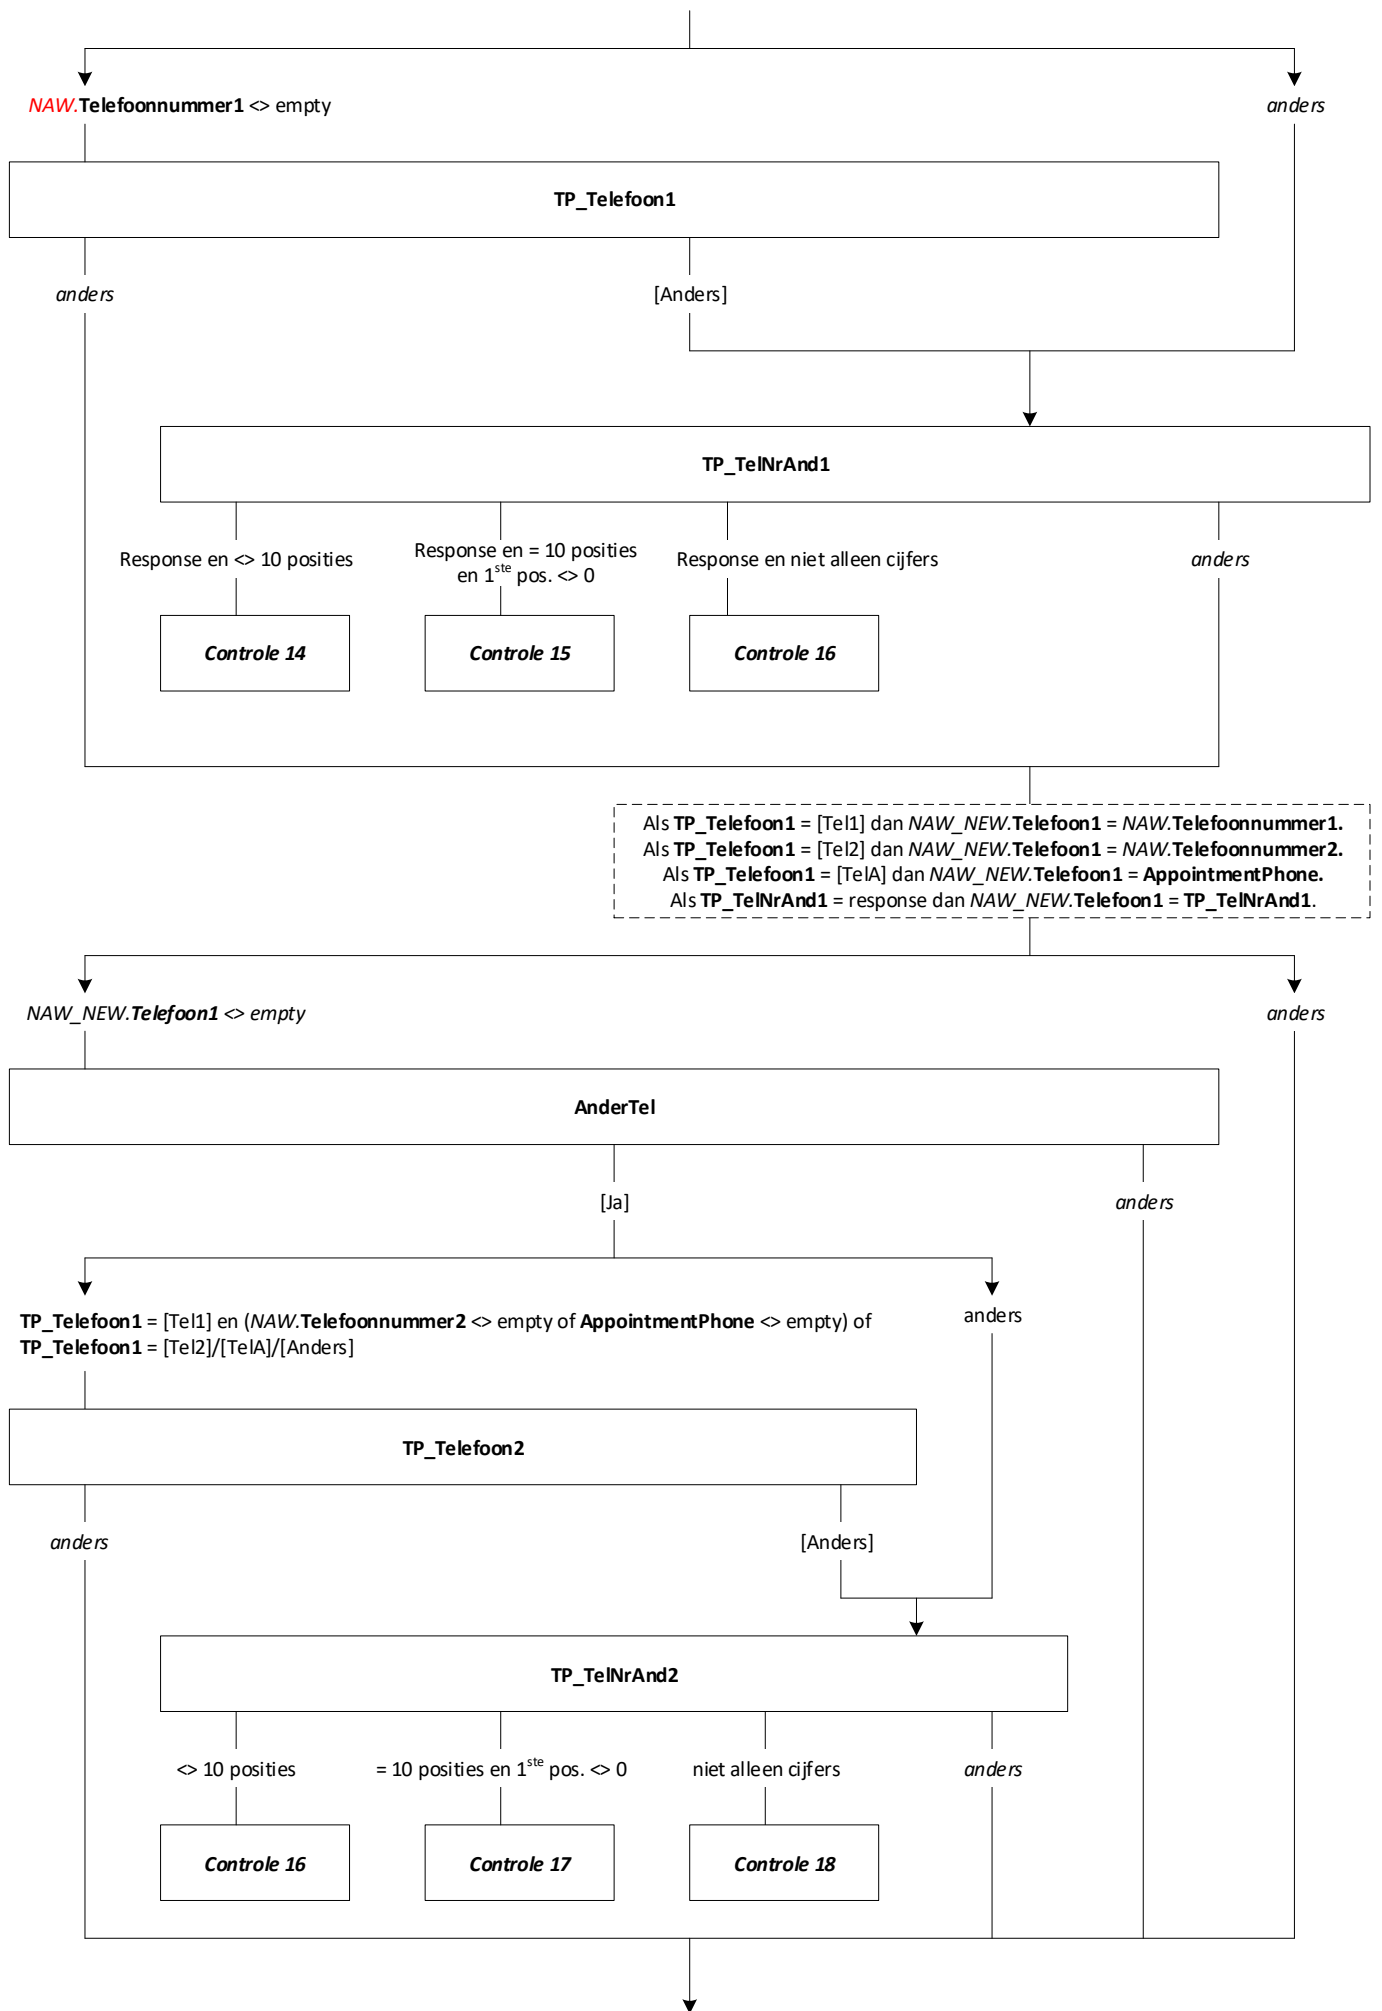 NAW.Telefoonnummer1 <> empty
anders
TP_Telefoon1
anders
[Anders]
TP_TelNrAnd1
Response en <> 10 posities
Response en = 10 posities
en 1ste pos. <> 0
Response en niet alleen cijfers
anders
Controle 14
Controle 15
Controle 16
Als TP_Telefoon1 = [Tel1] dan NAW_NEW.Telefoon1 = NAW.Telefoonnummer1.
Als TP_Telefoon1 = [Tel2] dan NAW_NEW.Telefoon1 = NAW.Telefoonnummer2.
Als TP_Telefoon1 = [TelA] dan NAW_NEW.Telefoon1 = AppointmentPhone.
Als TP_TelNrAnd1 = response dan NAW_NEW.Telefoon1 = TP_TelNrAnd1.
NAW_NEW.Telefoon1 <> empty
anders
AnderTel
[Ja]
anders
TP_Telefoon1 = [Tel1] en (NAW.Telefoonnummer2 <> empty of AppointmentPhone <> empty) of
TP_Telefoon1 = [Tel2]/[TelA]/[Anders]
anders
TP_Telefoon2
anders
[Anders]
TP_TelNrAnd2
<> 10 posities
= 10 posities en 1ste pos. <> 0
niet alleen cijfers
anders
Controle 16
Controle 17
Controle 18